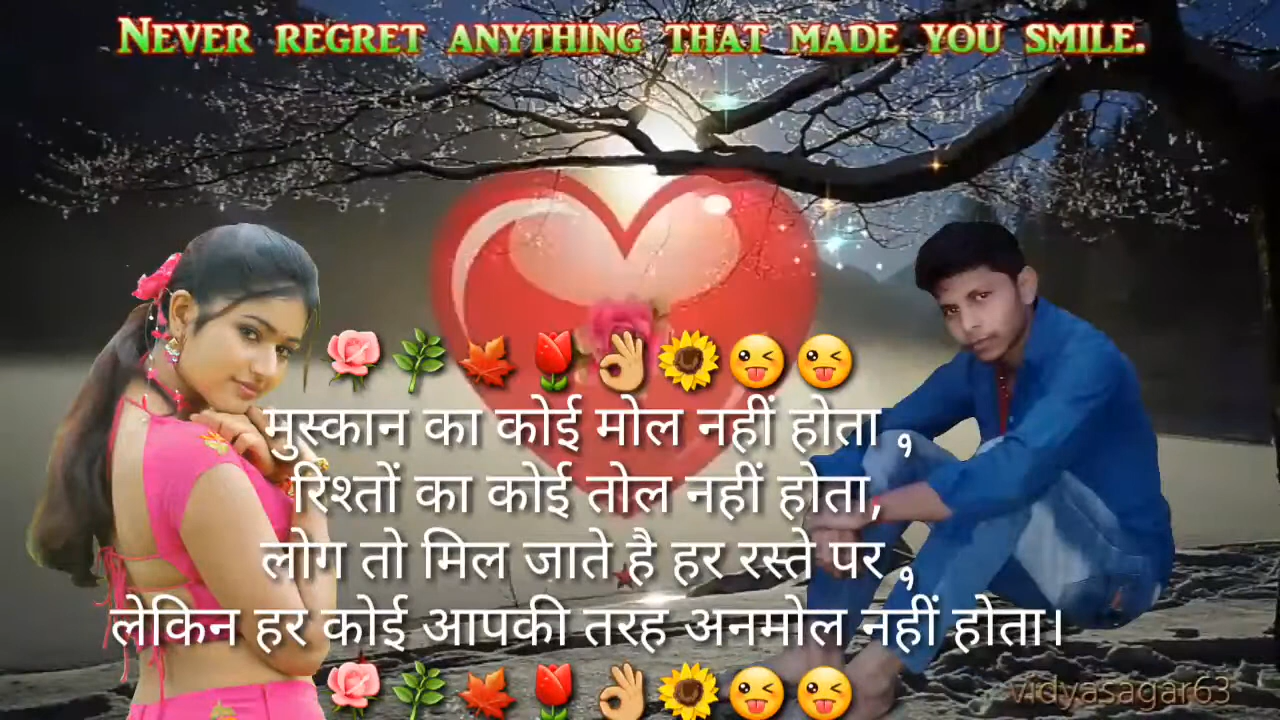 NEVER REGRET ANYTHING THAT MADE YOU SMILE.
मुस्कान का कोई मोल नहीं होता ,
रिश्तों का कोई तोल नहीं होता,
लोग तो मिल जाते है हर रस्ते पर ,
लेकिन हर कोई आपकी तरह अनमोल नहीं होता।
vidyasagar63